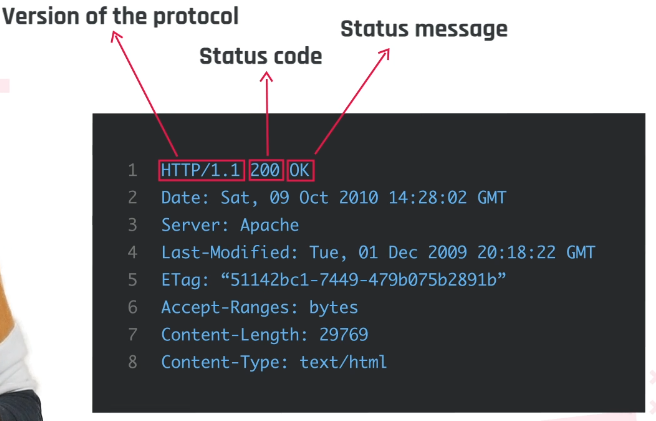 Version of the protocol
Status message
Status code
1 HTTP/1.1 200 OK
2 Date: Sat, 09 Oct 2010 14:28:02 GMT
3 Server: Apache
4 Last-Modified: Tue, 01 Dec 2009 20:18:22 GMT
5 ETag: “51142bc1-7449-479b075b2891b”
6 Accept-Ranges: bytes
7 Content-Length: 29769
8 Content-Type: text/html